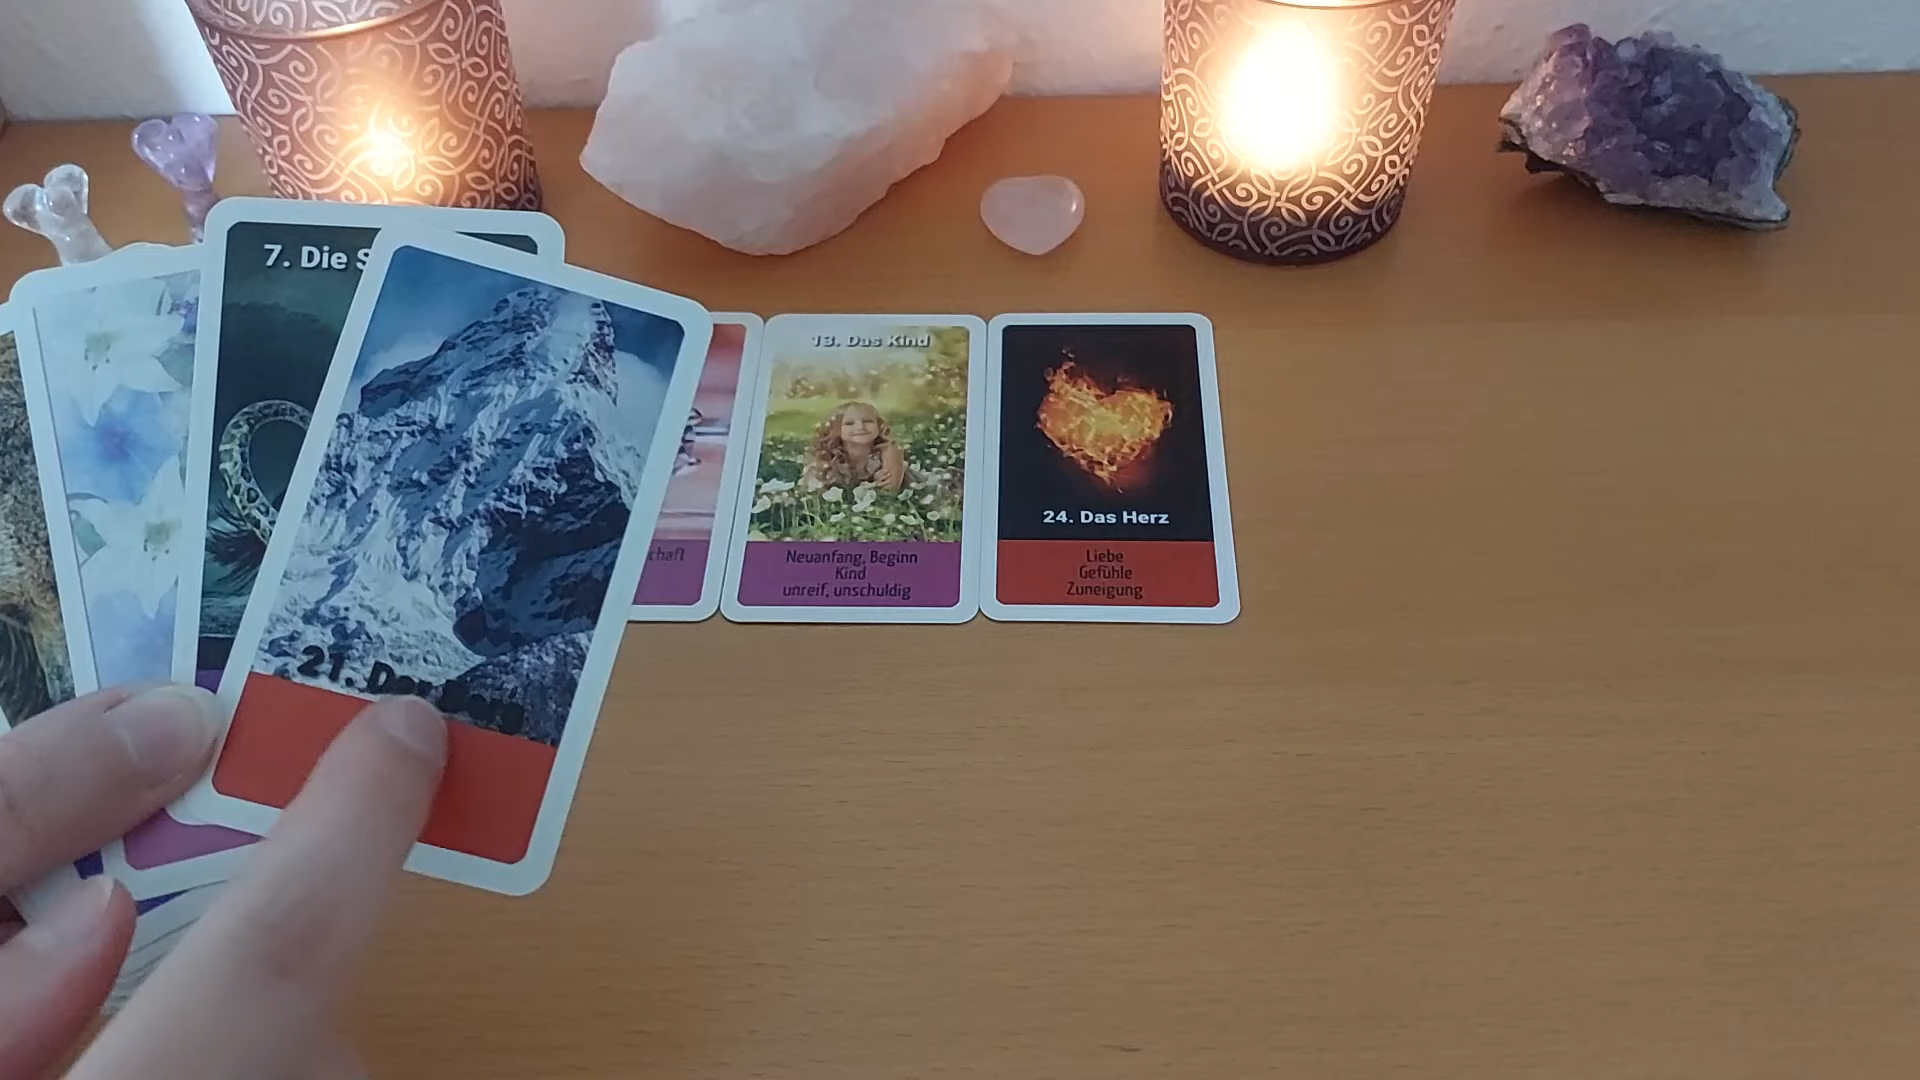 7. Die S
21. Der Berg
chaft
13. Das Kind
Neuanfang, Beginn
Kind
unreif, unschuldig
24. Das Herz
Liebe
Gefühle
Zuneigung